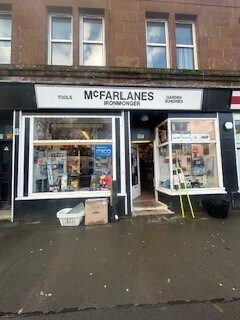 TOOLS
McFARLANES
IRONMONGER
GARDEN
SUNDRIES